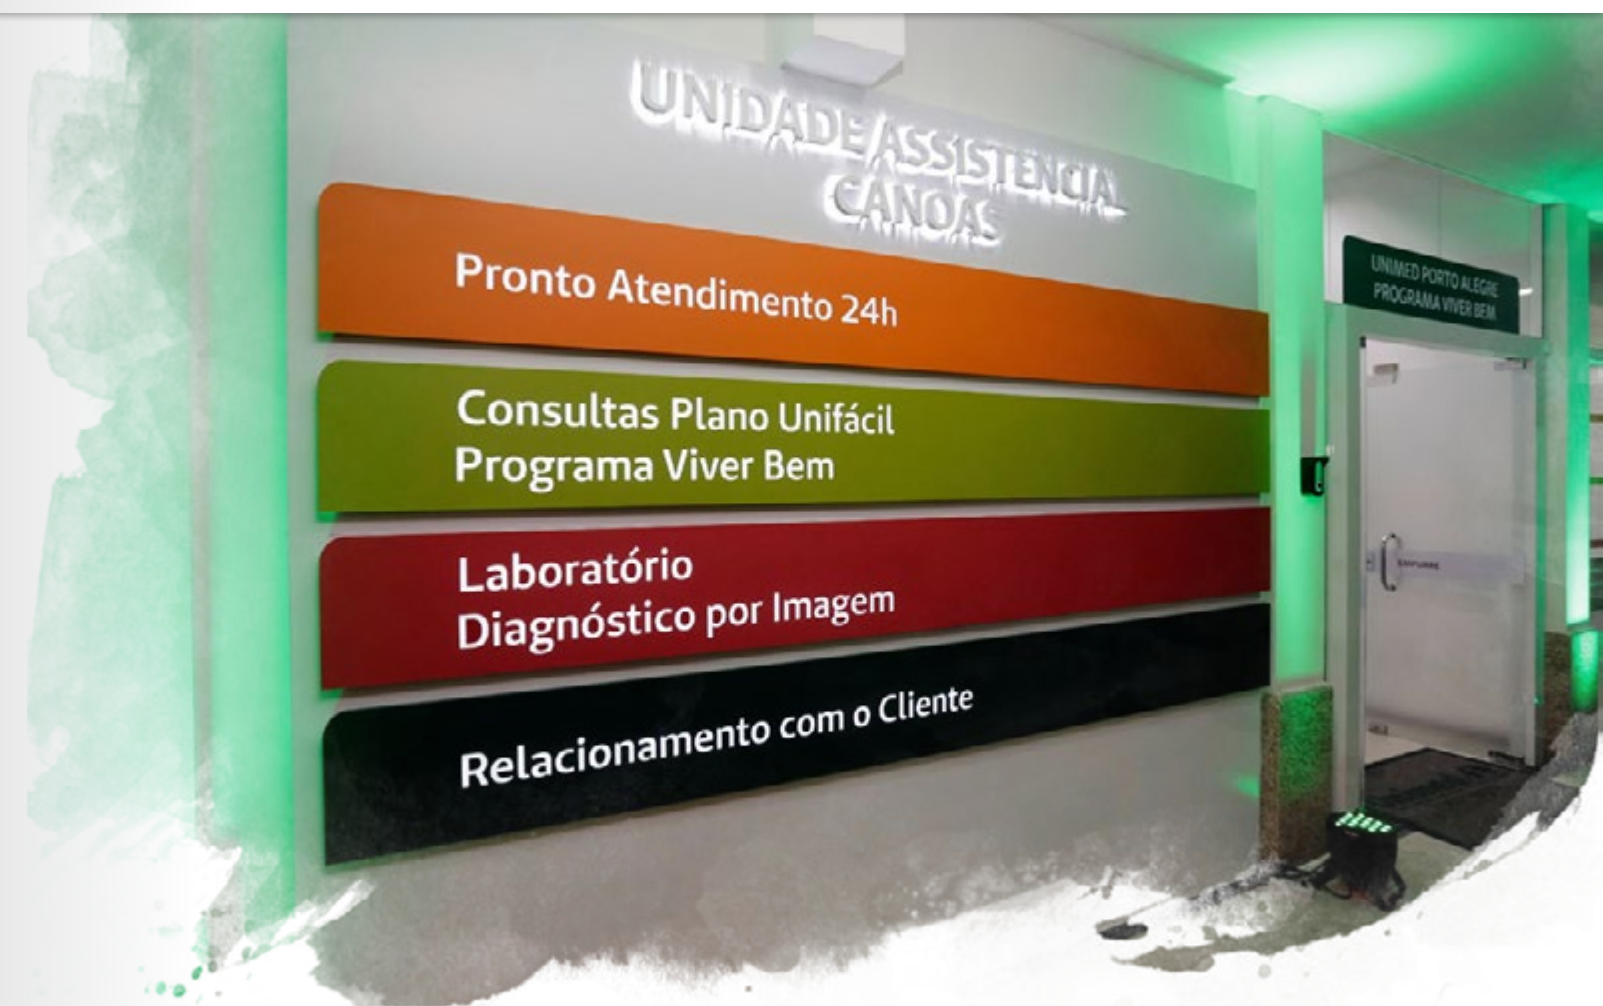 UNIDADE ASSISTENCIAL
CANOAS
Pronto Atendimento 24h
Consultas Plano Unifácil
Programa Viver Bem
Laboratório
Diagnóstico por Imagem
Relacionamento com o Cliente
UNIMED PORTO ALEGRE
PROGRAMA VIVER BEM
EMPURRE